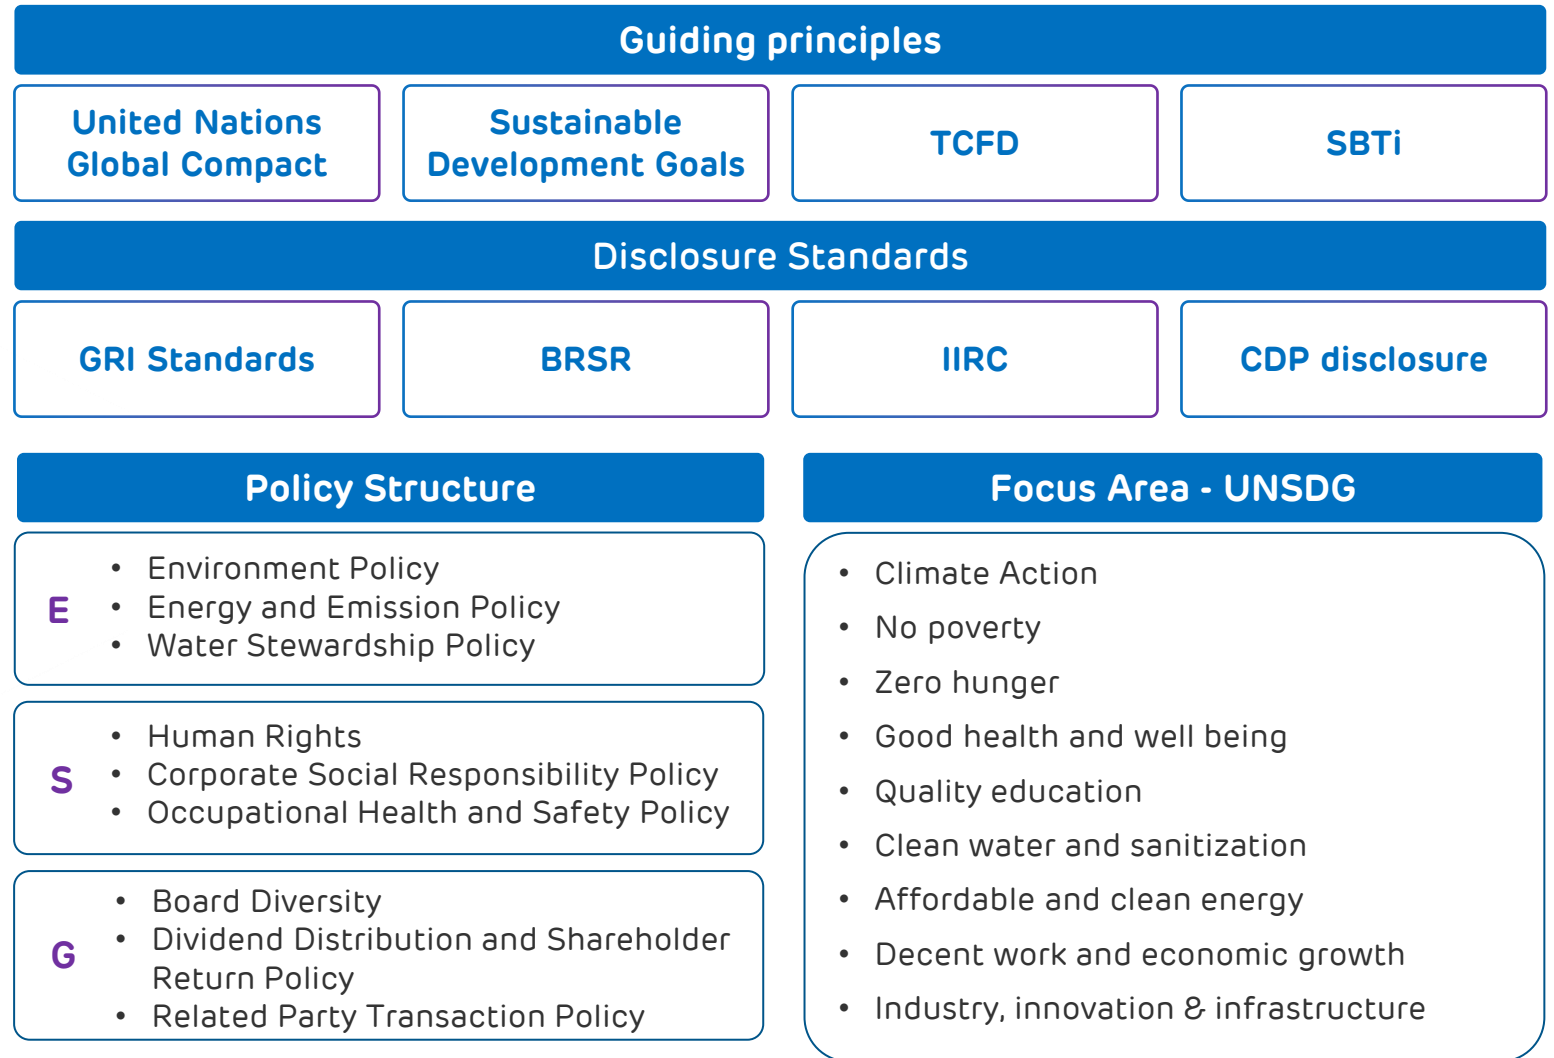 Guiding principles
United Nations
Global Compact
Sustainable
Development Goals
TCFD
SBTi
Disclosure Standards
GRI Standards
BRSR
IIRC
CDP disclosure
Policy Structure
E
• Environment Policy
• Energy and Emission Policy
• Water Stewardship Policy
S
• Human Rights
• Corporate Social Responsibility Policy
• Occupational Health and Safety Policy
G
• Board Diversity
• Dividend Distribution and Shareholder
Return Policy
• Related Party Transaction Policy
Focus Area - UNSDG
• Climate Action
• No poverty
• Zero hunger
• Good health and well being
• Quality education
• Clean water and sanitization
• Affordable and clean energy
• Decent work and economic growth
• Industry, innovation & infrastructure